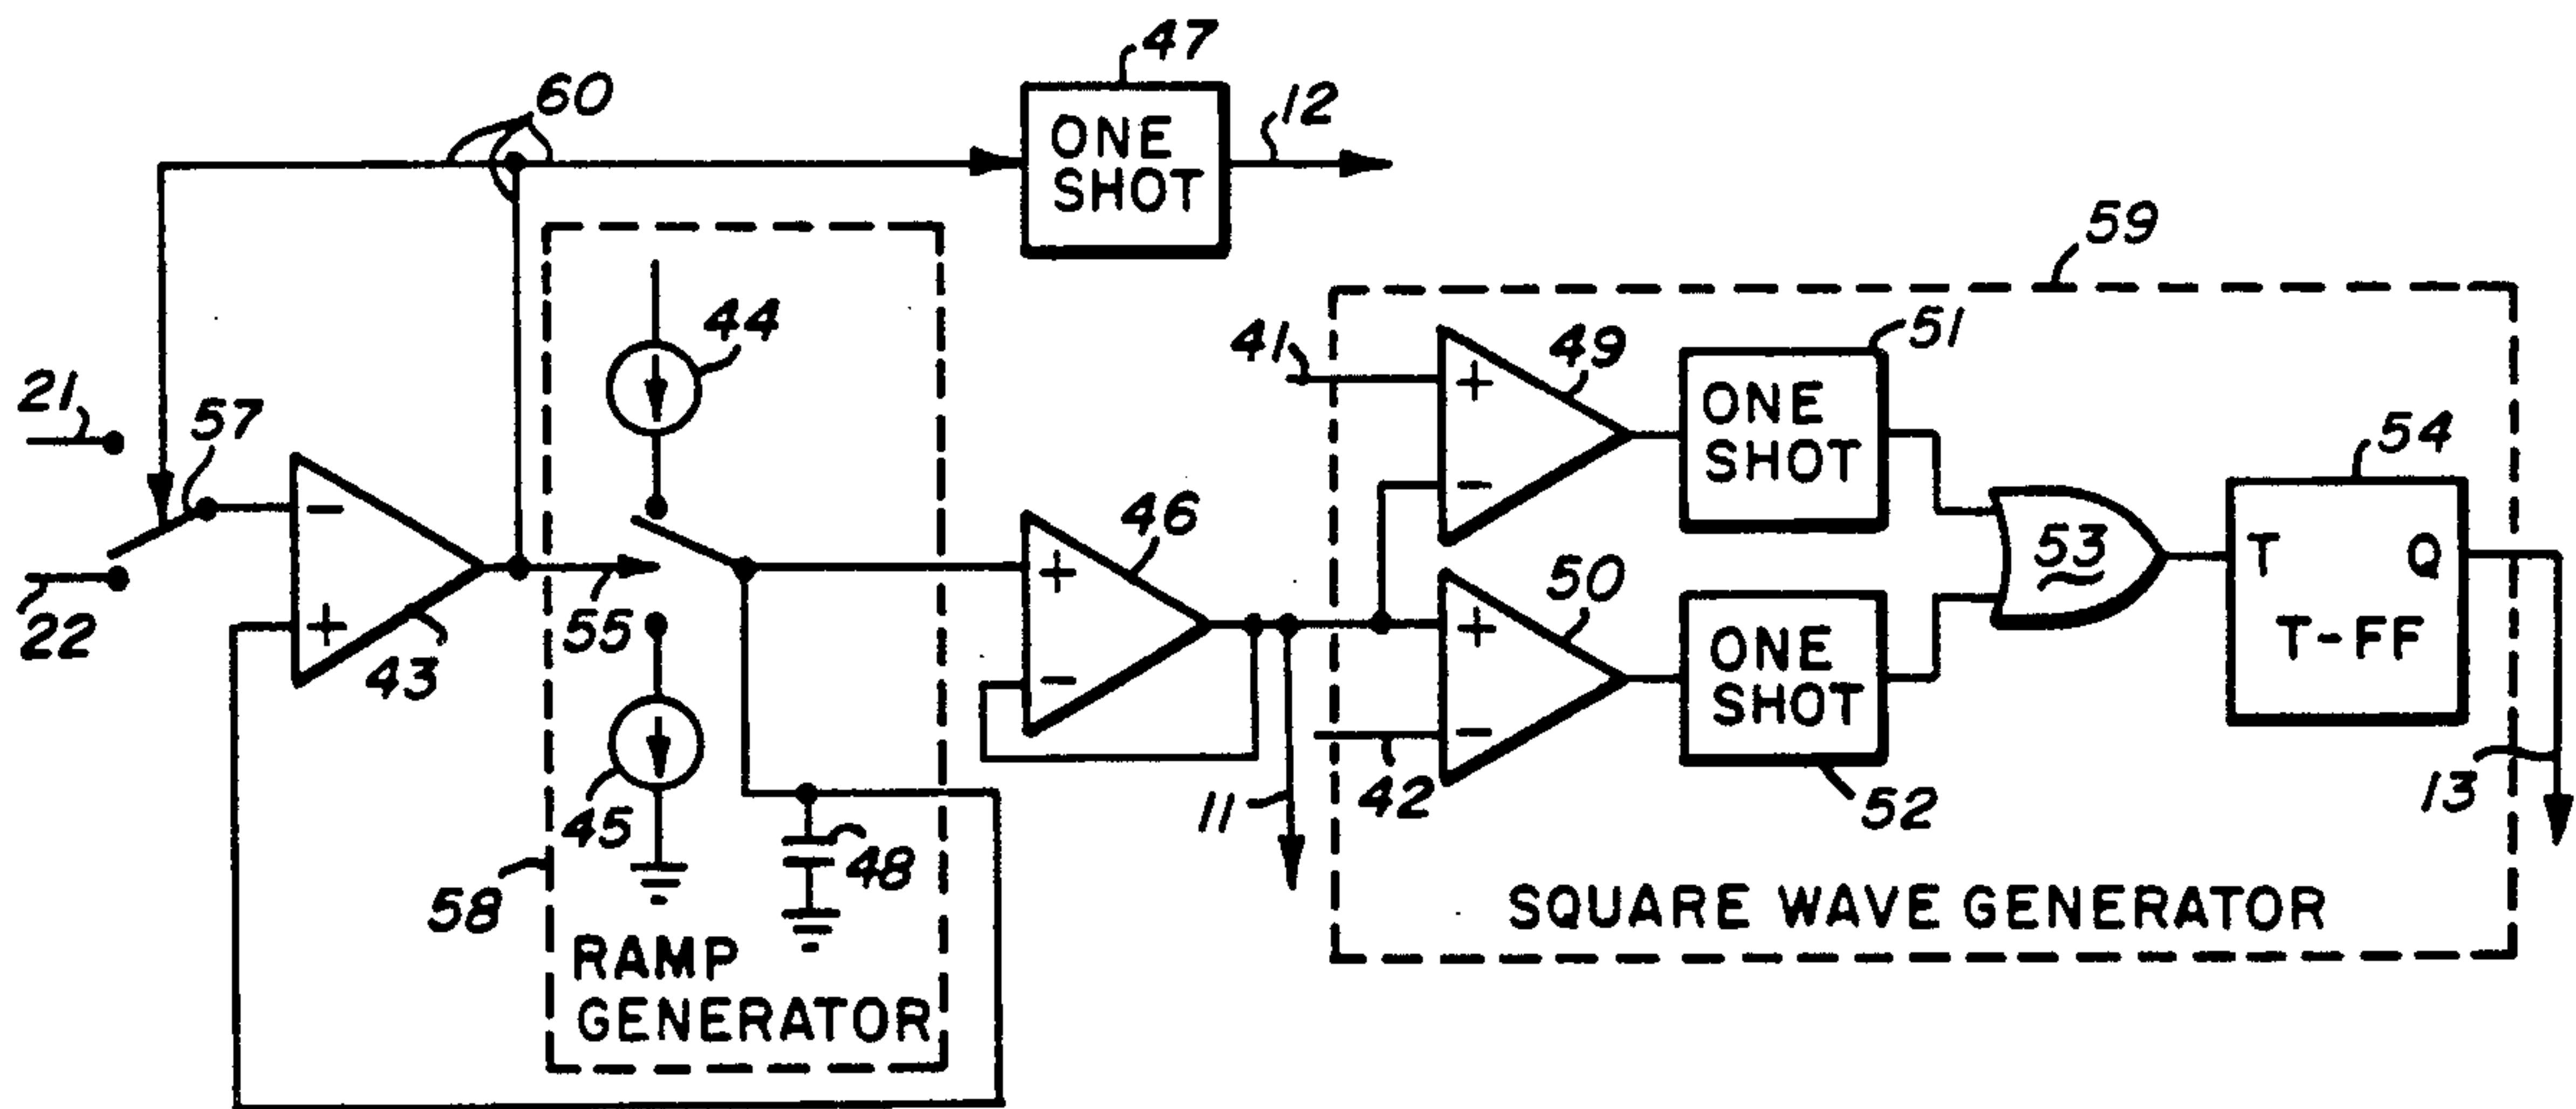 47
60
12
ONE
SHOT
59
44
41
49
51
21
57
ONE
SHOT
54
+
−
46
−
+
50
53
T Q
T-FF
22
55
43
+
−
+
−
ONE
SHOT
45
48
11
42
52
13
58
RAMP
GENERATOR
SQUARE WAVE GENERATOR